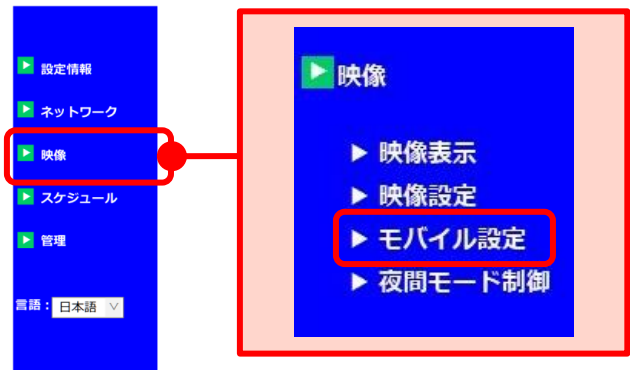 設定情報
ネットワーク
映像
スケジュール
管理
言語：日本語
映像
映像表示
映像設定
モバイル設定
夜間モード制御